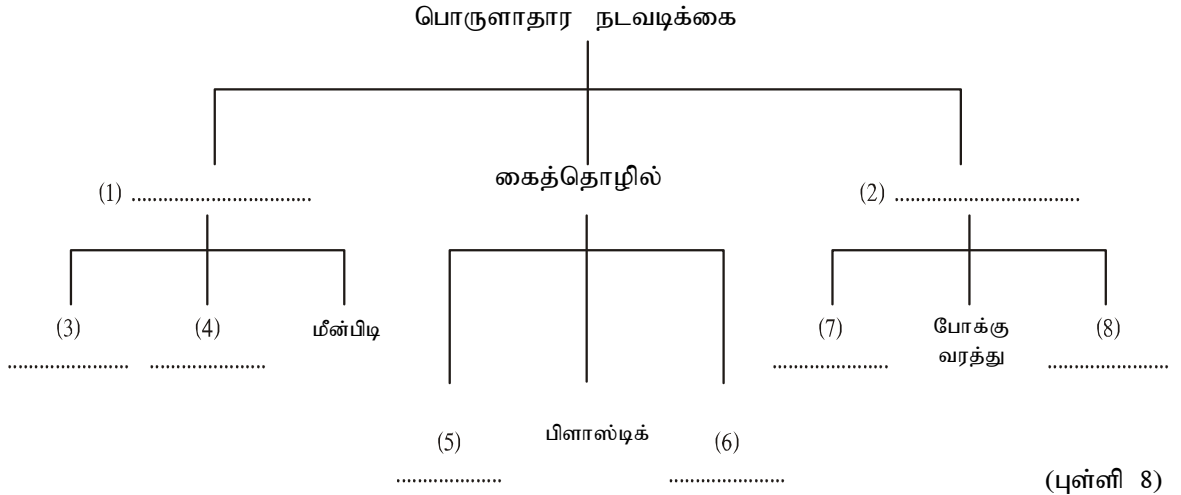 பொருளாதார நடவடிக்கை
(1) ................................. கைத்தொழில் (2) ..................................
(3) (4) மீன்பிடி (7) போக்கு (8)
...................... ..................... ..................... வரத்து ......................
(5) பிளாஸ்டிக் (6)
................... .....................
(புள்ளி 8)